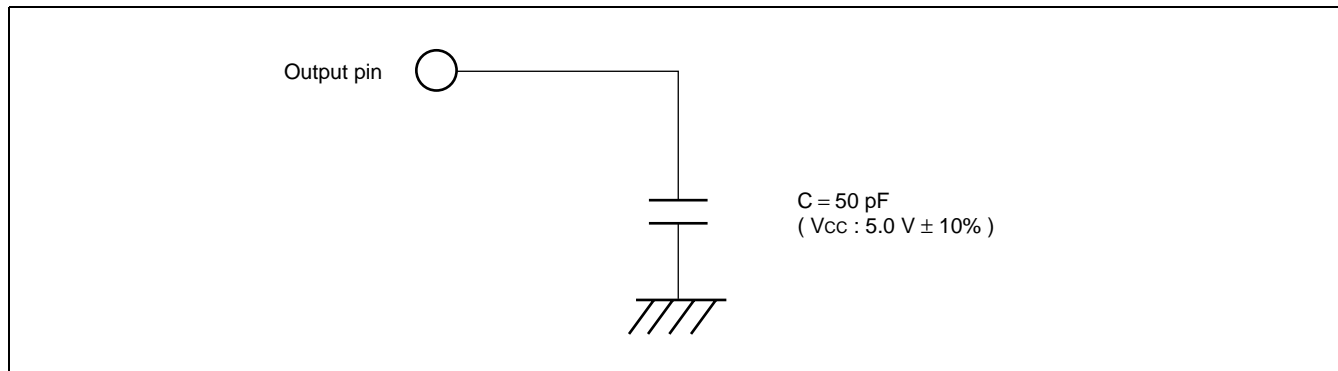 Output pin
C = 50 pF
( VCC : 5.0 V ± 10% )